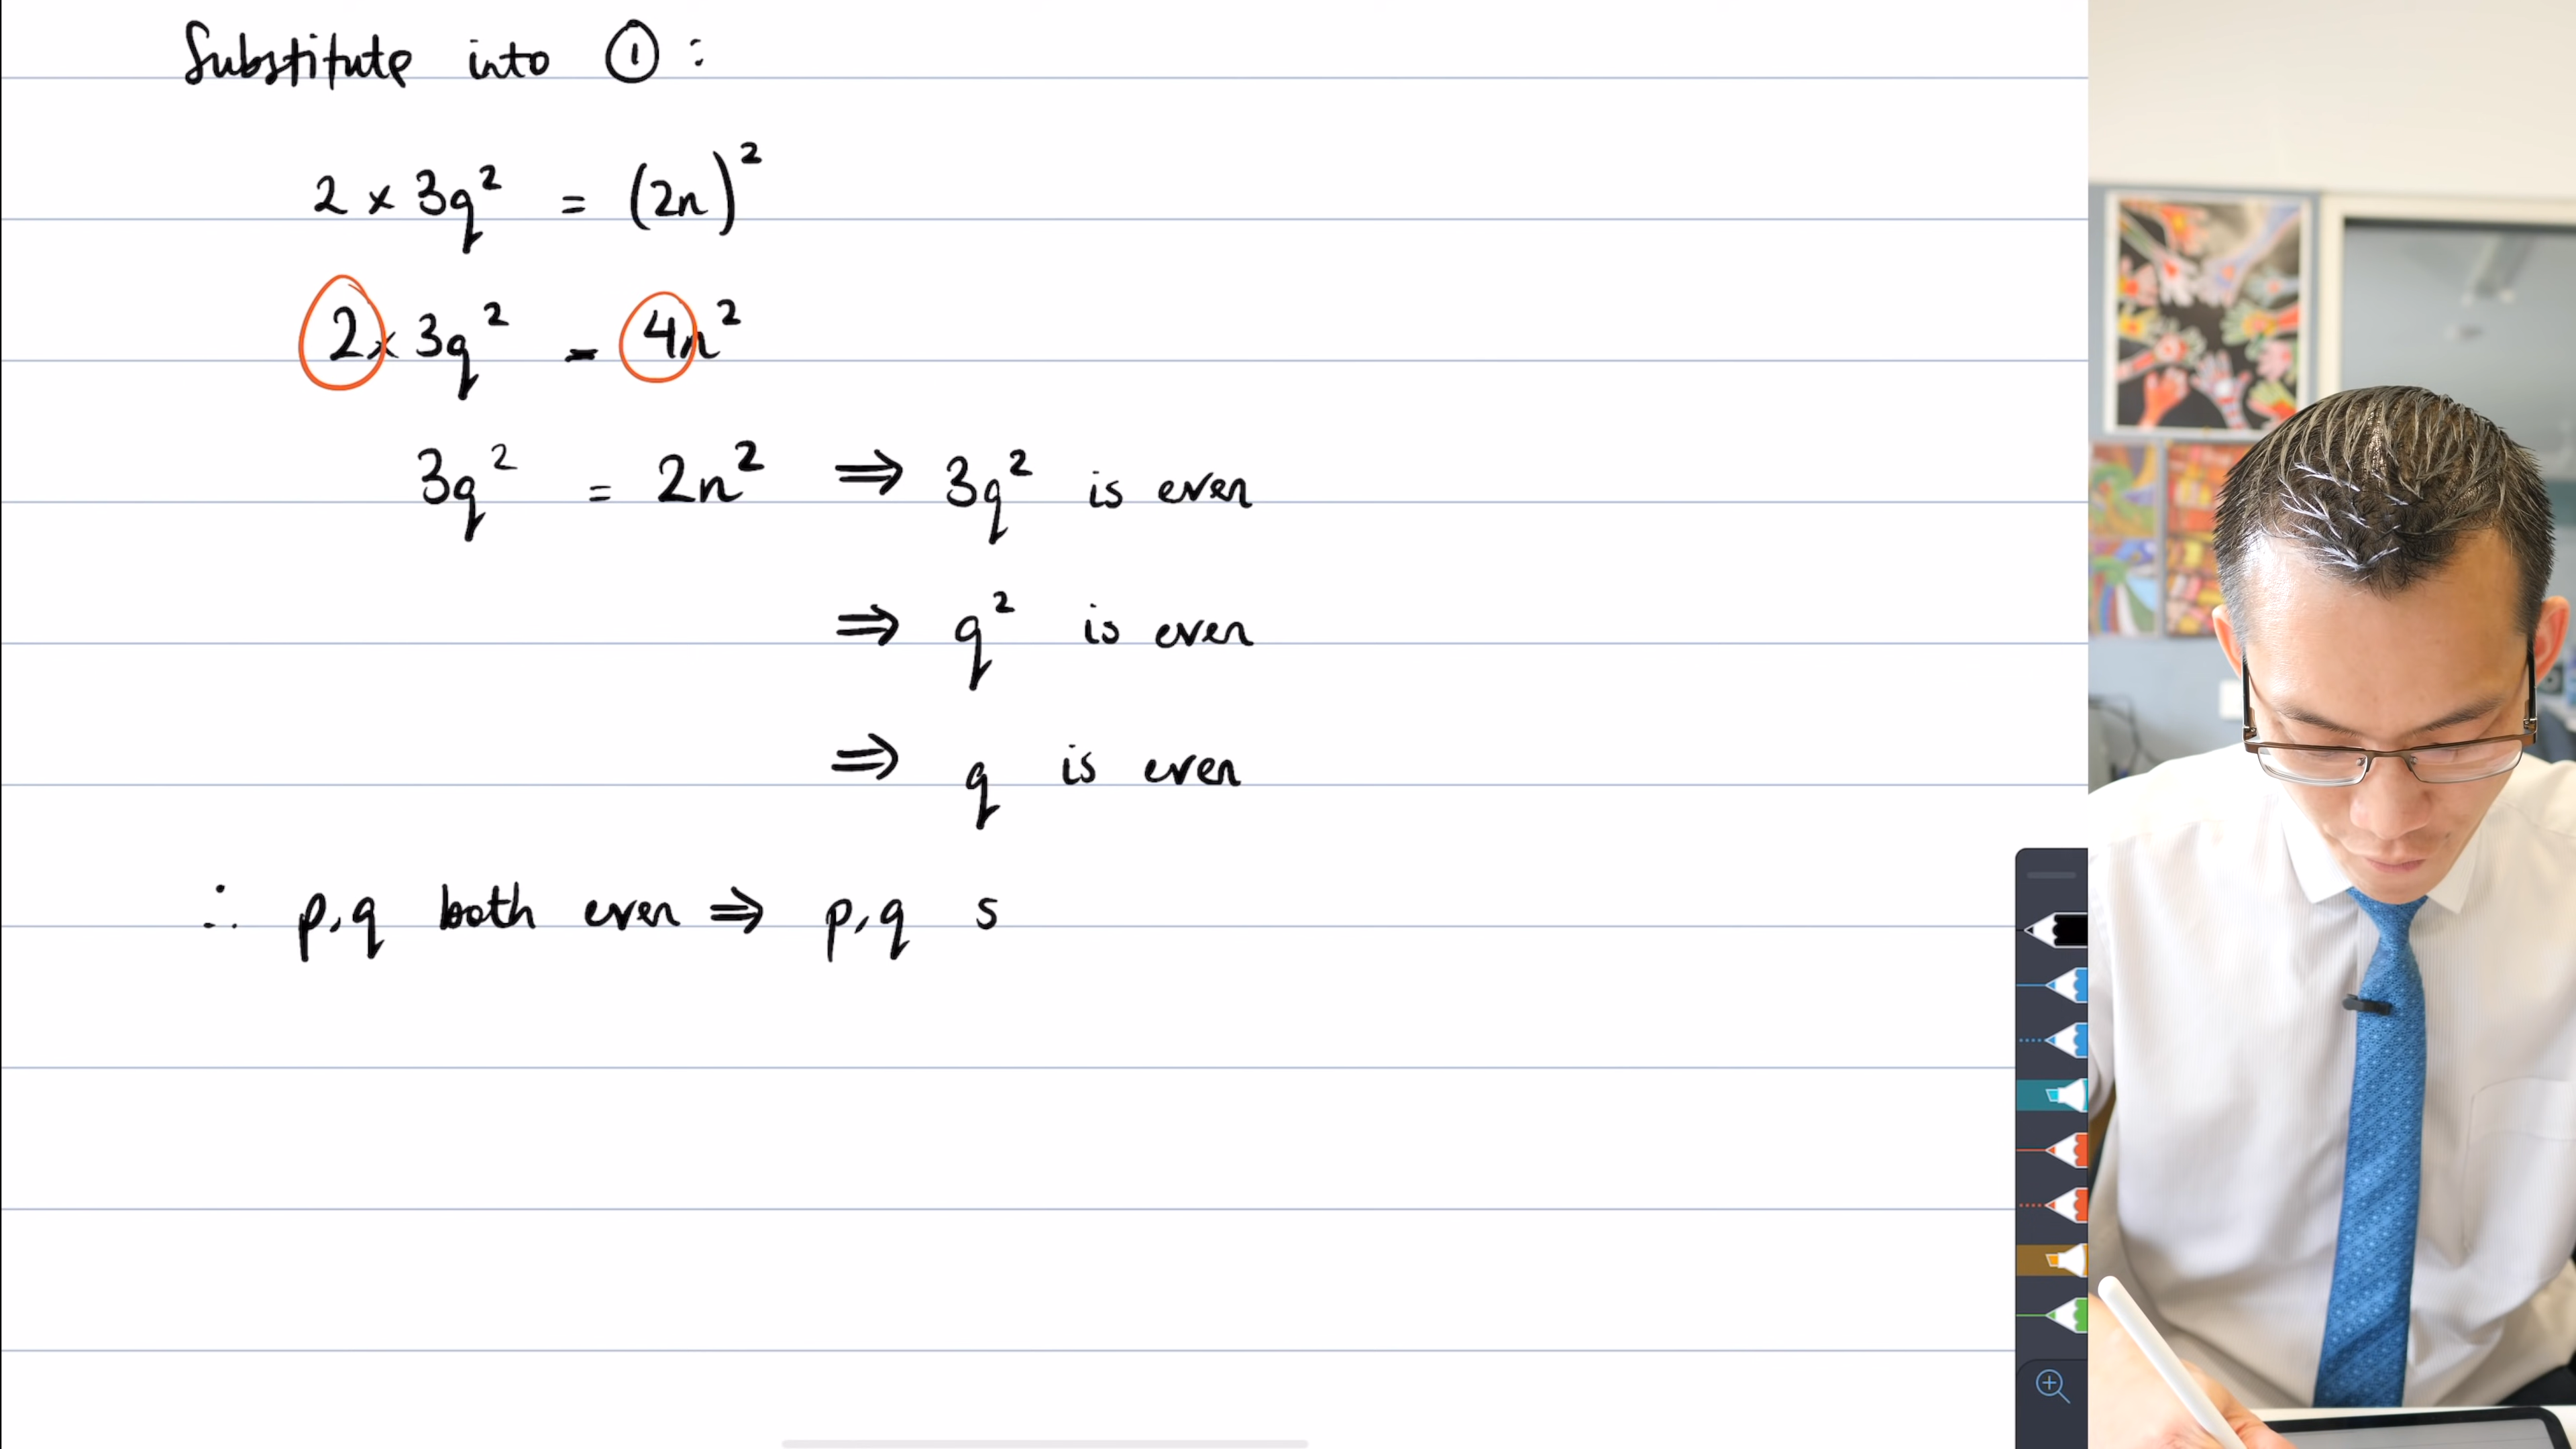 Substitute into ① :
2 × 3q² = (2n)²
2 × 3q² = 4n²
3q² = 2n² ⇒ 3q² is even
⇒ q² is even
⇒ q is even
∴ p,q both even ⇒ p,q s